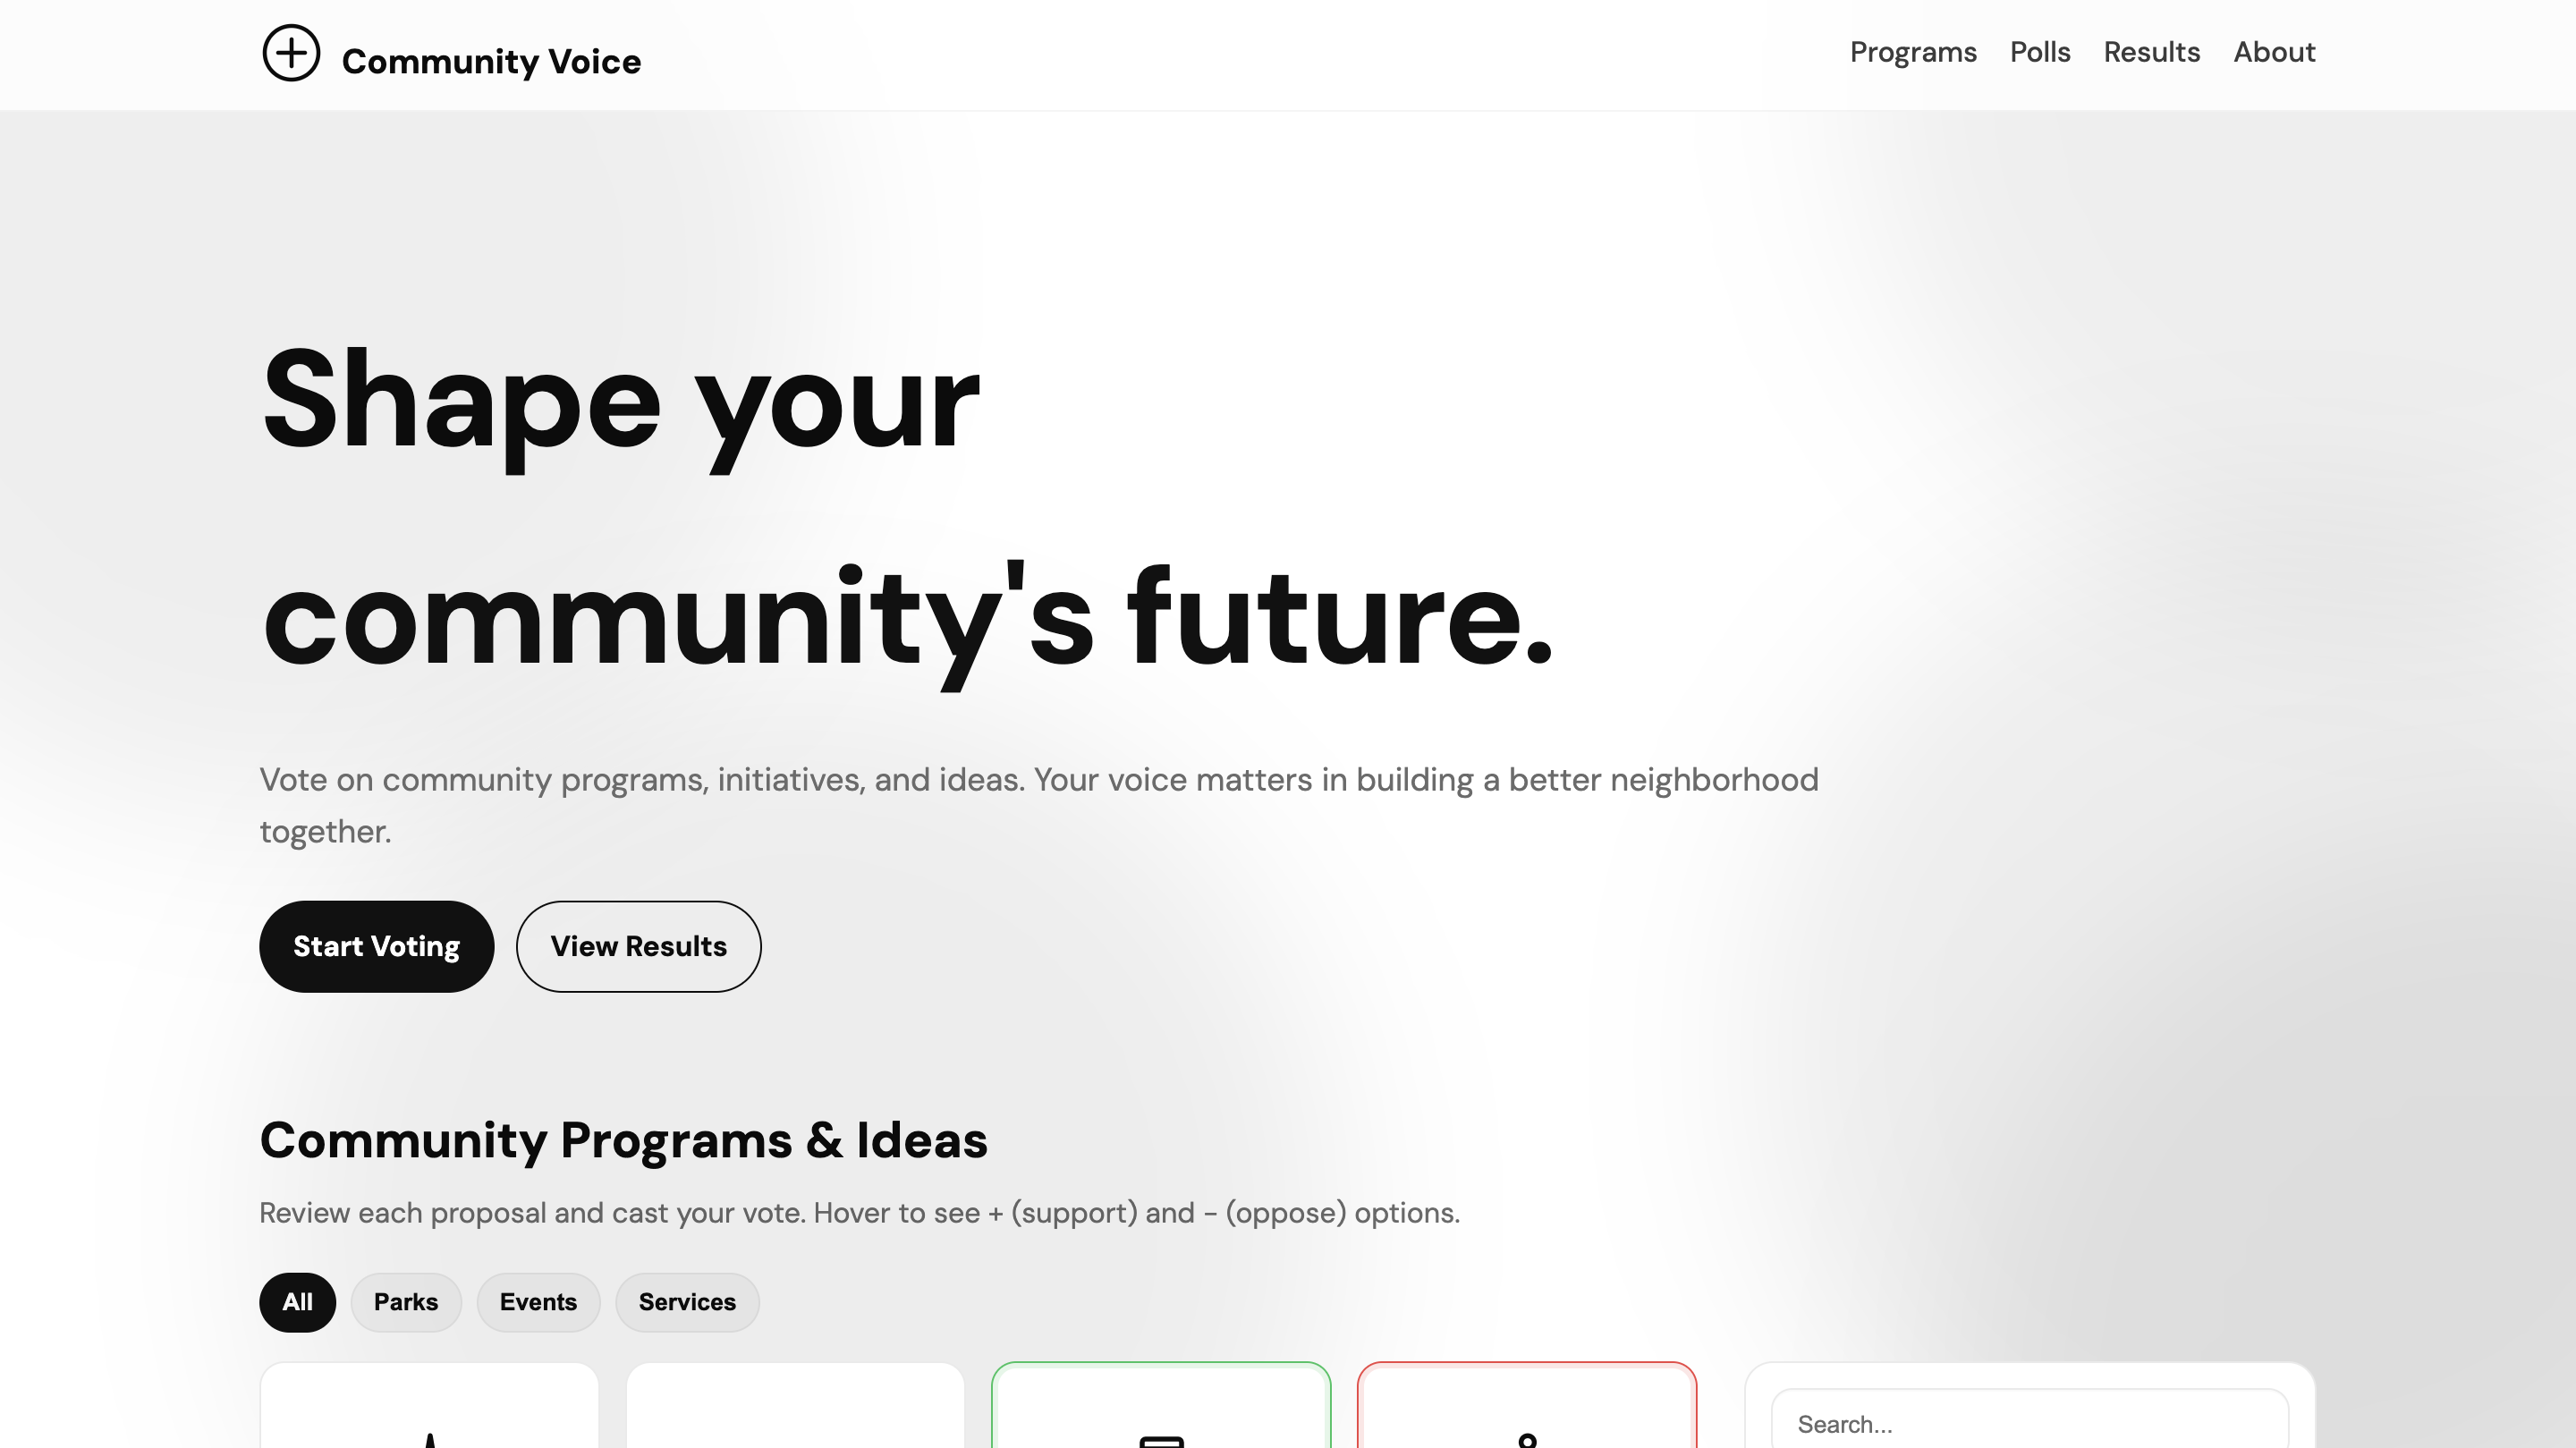 Community Voice
Programs Polls Results About
Shape your
community's future.
Vote on community programs, initiatives, and ideas. Your voice matters in building a better neighborhood
together.
Start Voting View Results
Community Programs & Ideas
Review each proposal and cast your vote. Hover to see + (support) and − (oppose) options.
All Parks Events Services
Search...